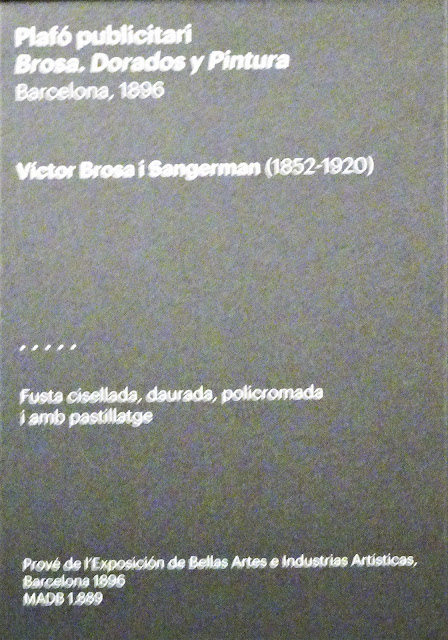 Plafó publicitari
Brosa. Dorados y Pintura
Barcelona, 1896
Víctor Brosa i Sangerman (1852-1920)
.....
Fusta cisellada, daurada, policromada
i amb pastillatge
Prové de l'Exposición de Bellas Artes e Industrias Artísticas,
Barcelona 1896
MADB 1.889